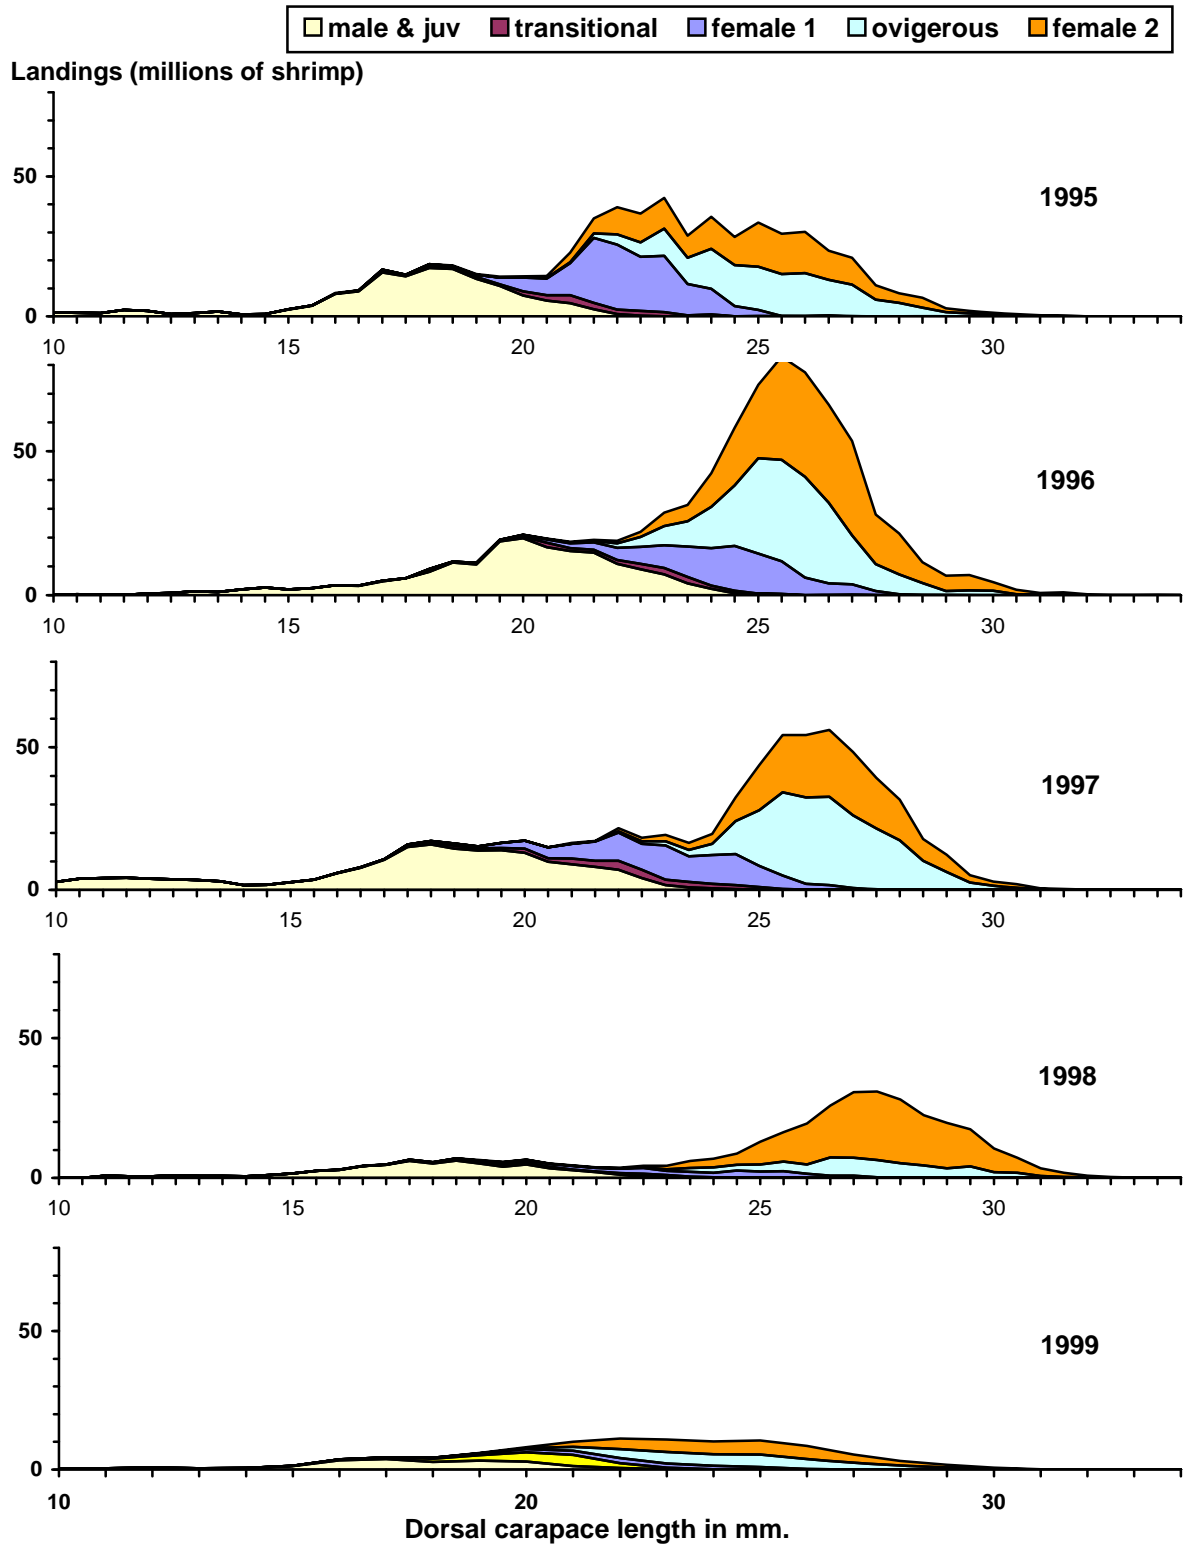 male & juv transitional female 1 ovigerous female 2
Landings (millions of shrimp)
50
1995
0
10 15 20 25 30
50
1996
0
10 15 20 25 30
50
1997
0
10 15 20 25 30
50
1998
0
10 15 20 25 30
50
1999
0
10 20 30
Dorsal carapace length in mm.